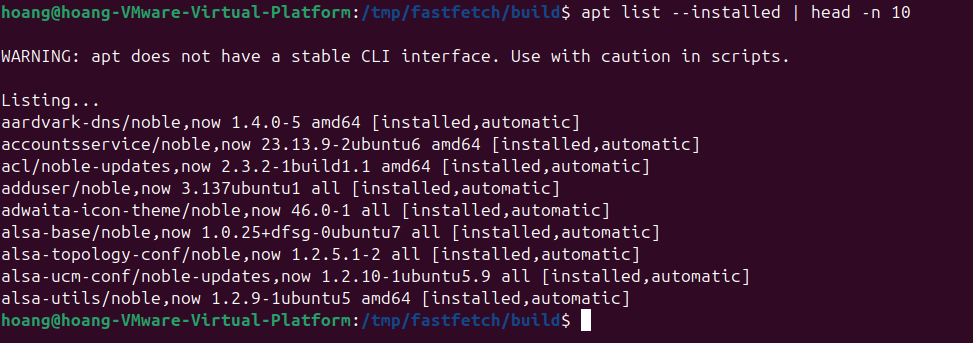 hoang@hoang-VMware-Virtual-Platform:/tmp/fastfetch/build$ apt list --installed | head -n 10
WARNING: apt does not have a stable CLI interface. Use with caution in scripts.
Listing...
aardvark-dns/noble,now 1.4.0-5 amd64 [installed,automatic]
accountsservice/noble,now 23.13.9-2ubuntu6 amd64 [installed,automatic]
acl/noble-updates,now 2.3.2-1build1.1 amd64 [installed,automatic]
adduser/noble,now 3.137ubuntu1 all [installed,automatic]
adwaita-icon-theme/noble,now 46.0-1 all [installed,automatic]
alsa-base/noble,now 1.0.25+dfsg-0ubuntu7 all [installed,automatic]
alsa-topology-conf/noble,now 1.2.5.1-2 all [installed,automatic]
alsa-ucm-conf/noble-updates,now 1.2.10-1ubuntu5.9 all [installed,automatic]
alsa-utils/noble,now 1.2.9-1ubuntu5 amd64 [installed,automatic]
hoang@hoang-VMware-Virtual-Platform:/tmp/fastfetch/build$